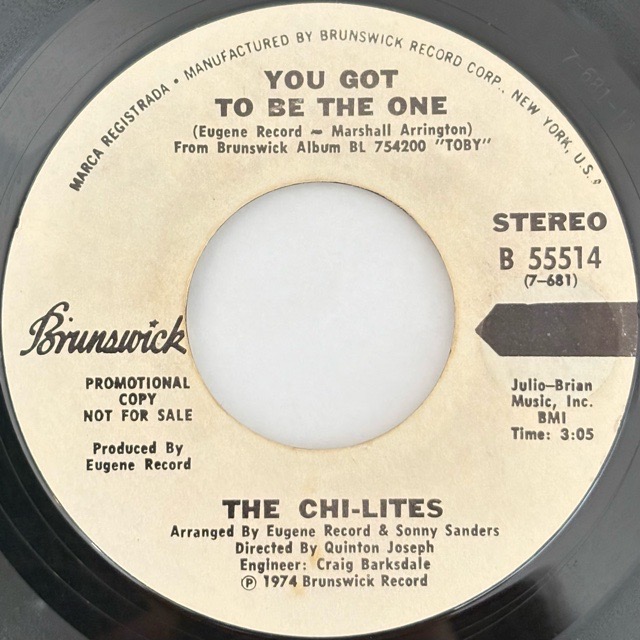 MARCA REGISTRADA • MANUFACTURED BY BRUNSWICK RECORD CORP., NEW YORK, U.S.A
YOU GOT
TO BE THE ONE
(Eugene Record ~ Marshall Arrington)
From Brunswick Album BL 754200 "TOBY"
STEREO
B 55514
(7-681)
Brunswick
PROMOTIONAL
COPY
NOT FOR SALE
Produced By
Eugene Record
Julio-Brian
Music, Inc.
BMI
Time: 3:05
THE CHI-LITES
Arranged By Eugene Record & Sonny Sanders
Directed By Quinton Joseph
Engineer: Craig Barksdale
Ⓟ 1974 Brunswick Record